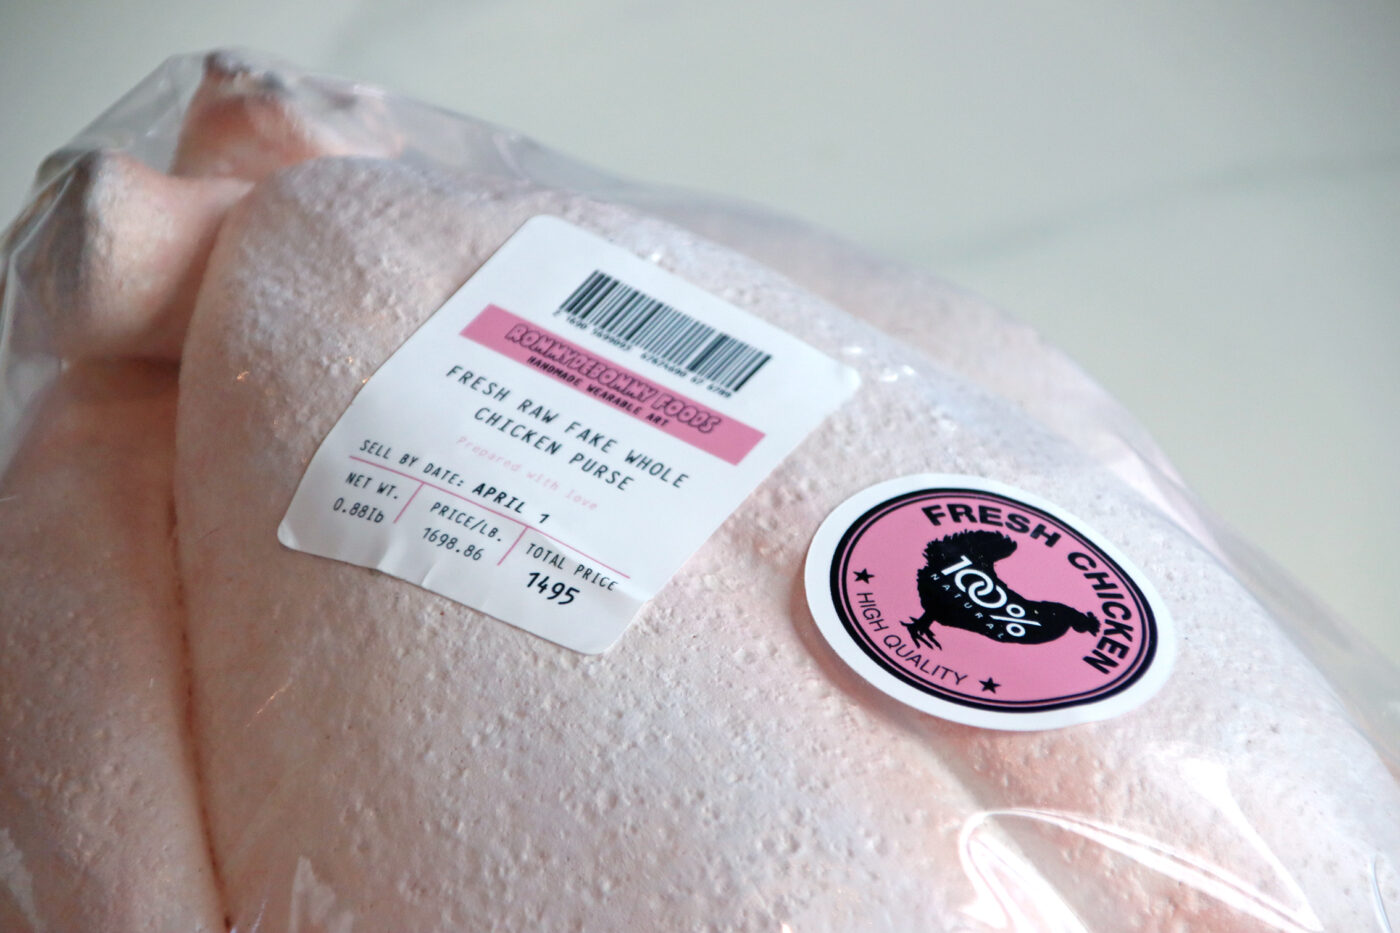 ROMMYDEBOMMY FOODS
HANDMADE WEARABLE ART
FRESH RAW FAKE WHOLE
CHICKEN PURSE
Prepared with love
SELL BY DATE: APRIL 1
NET WT.
0.88lb
PRICE/LB.
1698.86
TOTAL PRICE
1495
FRESH CHICKEN
100%
NATURAL
★ HIGH QUALITY ★